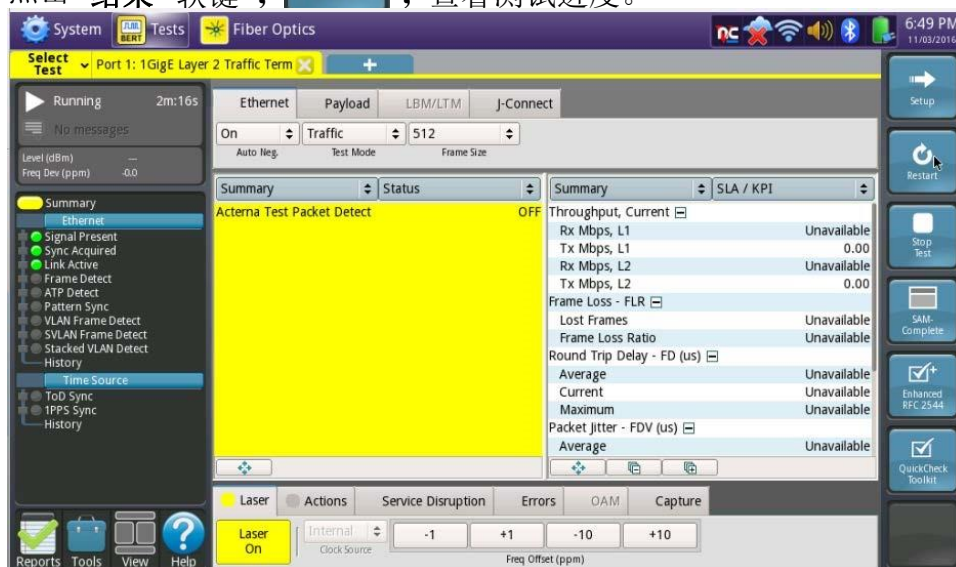 点击"结果"软键，，查看测试进度。
System
BERT
Tests
Fiber Optics
6:49 PM
11/03/2016
Select Test
Port 1: 1GigE Layer 2 Traffic Term
+
Running 2m:16s
No messages
Level (dBm) --
Freq Dev (ppm) -0.0
Summary
Ethernet
Signal Present
Sync Acquired
Link Active
Frame Detect
ATP Detect
Pattern Sync
VLAN Frame Detect
SVLAN Frame Detect
Stacked VLAN Detect
History
Time Source
ToD Sync
1PPS Sync
History
Reports Tools View Help
Ethernet Payload LBM/LTM J-Connect
On Traffic 512
Auto Neg. Test Mode Frame Size
Summary Status
Acterna Test Packet Detect OFF
Summary SLA / KPI
Throughput, Current
Rx Mbps, L1 Unavailable
Tx Mbps, L1 0.00
Rx Mbps, L2 Unavailable
Tx Mbps, L2 0.00
Frame Loss - FLR
Lost Frames Unavailable
Frame Loss Ratio Unavailable
Round Trip Delay - FD (us)
Average Unavailable
Current Unavailable
Maximum Unavailable
Packet Jitter - FDV (us)
Average Unavailable
Laser Actions Service Disruption Errors OAM Capture
Laser On
Internal
Clock Source
-1 +1 -10 +10
Freq Offset (ppm)
Setup
Restart
Stop Test
SAM-Complete
Enhanced RFC 2544
QuickCheck Toolkit